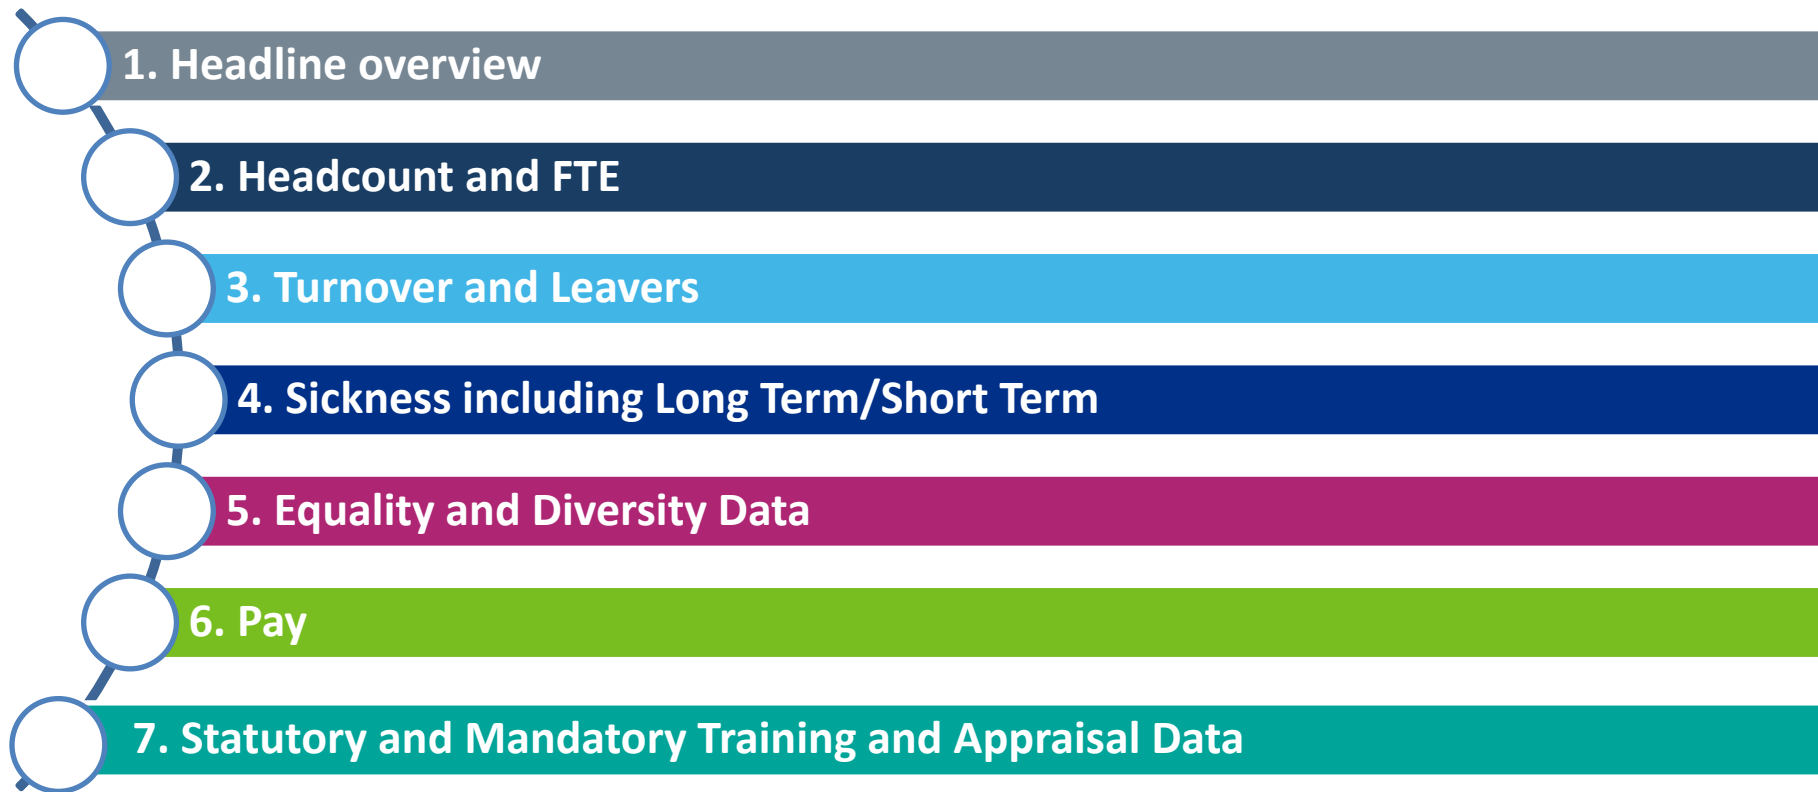 1. Headline overview
2. Headcount and FTE
3. Turnover and Leavers
4. Sickness including Long Term/Short Term
5. Equality and Diversity Data
6. Pay
7. Statutory and Mandatory Training and Appraisal Data